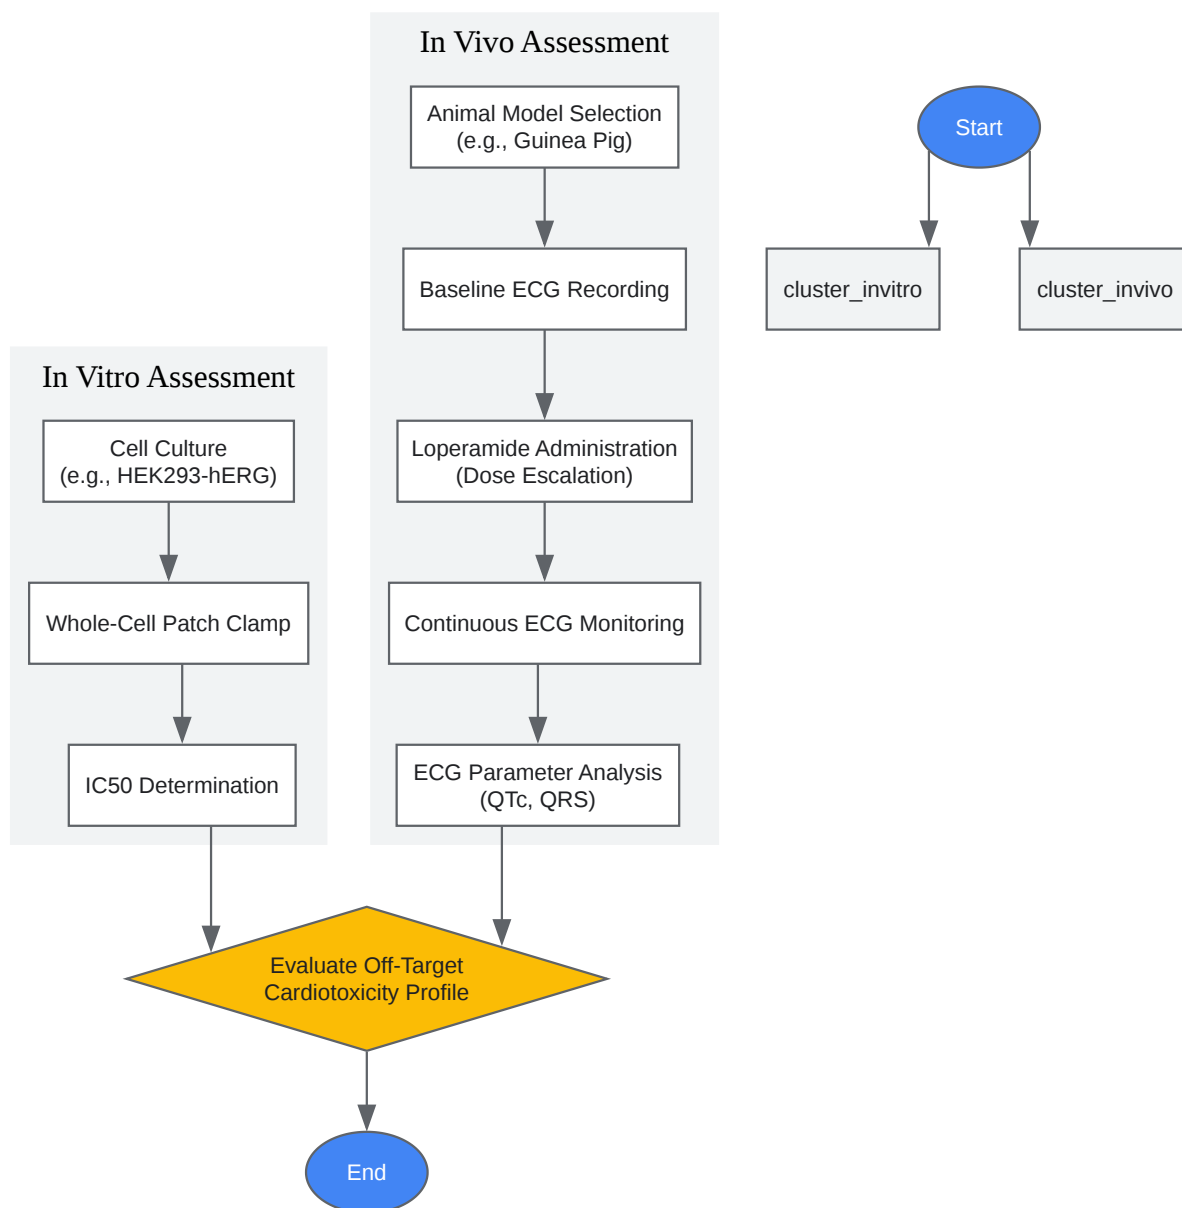 In Vivo Assessment
Animal Model Selection
(e.g., Guinea Pig)
Baseline ECG Recording
Loperamide Administration
(Dose Escalation)
Continuous ECG Monitoring
ECG Parameter Analysis
(QTc, QRS)
Start
cluster_invitro
cluster_invivo
In Vitro Assessment
Cell Culture
(e.g., HEK293-hERG)
Whole-Cell Patch Clamp
IC50 Determination
Evaluate Off-Target
Cardiotoxicity Profile
End